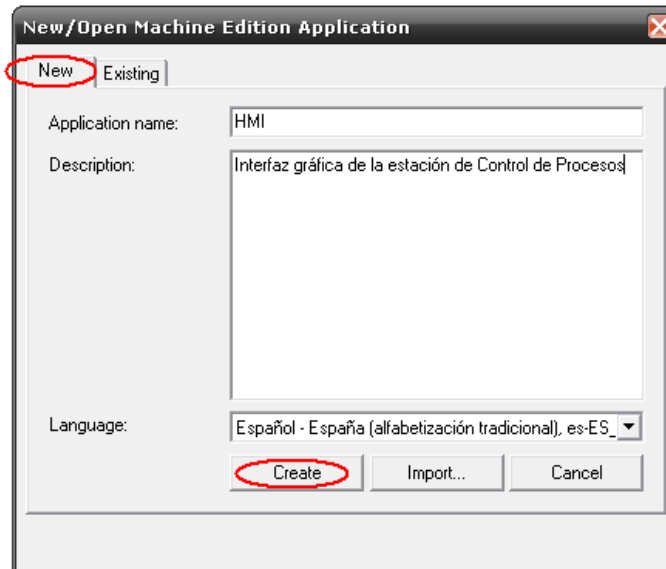 New/Open Machine Edition Application
New
Existing
Application name:
HMI
Description:
Interfaz gráfica de la estación de Control de Procesos
Language:
Español - España (alfabetización tradicional), es-ES_
Create
Import...
Cancel